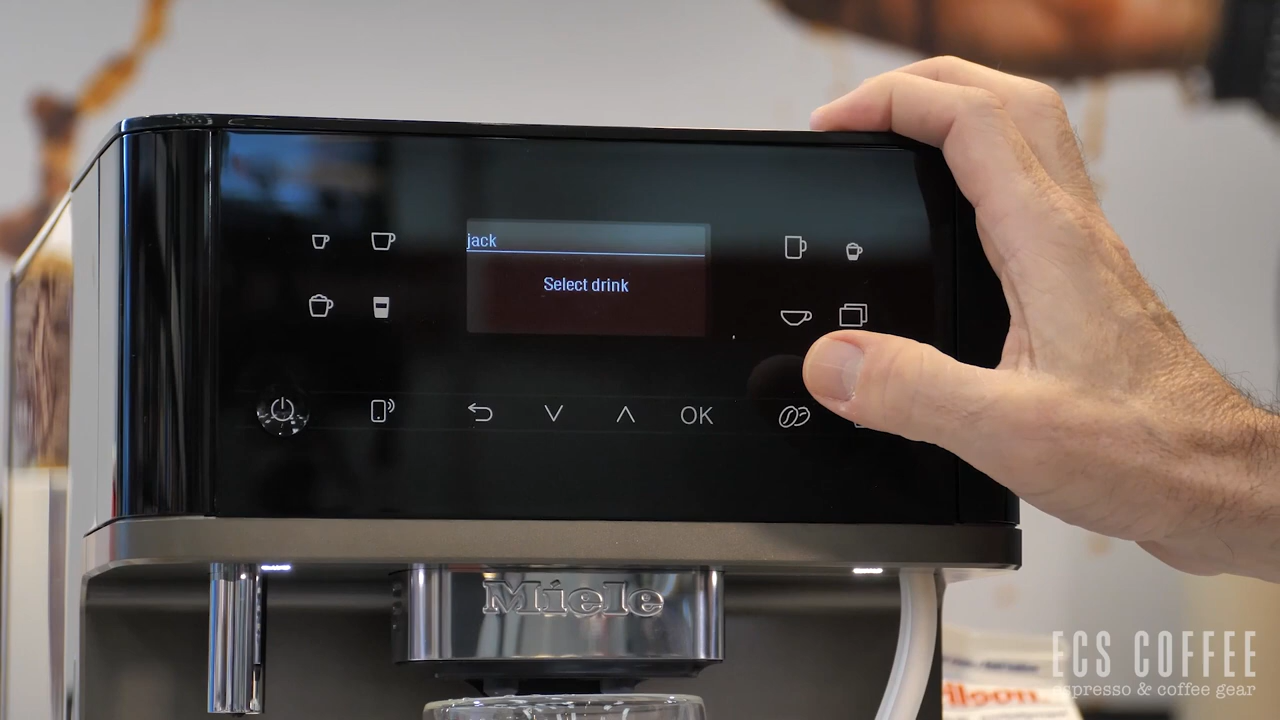 jack
Select drink
OK
Miele
ECS COFFEE
espresso & coffee gear